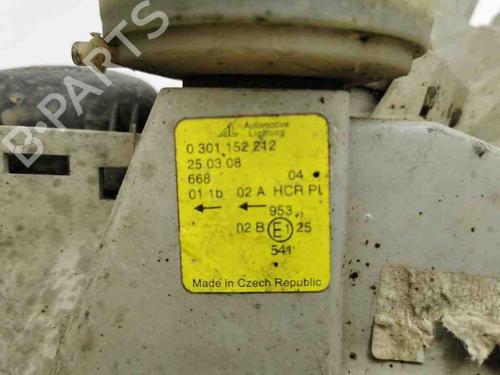 B-PARTS
Automotive
Lighting
0 301 152 212
25.03.08
668 04
01 1b 02 A HCR PL
953
02 B E1 25
541
Made in Czech Republic